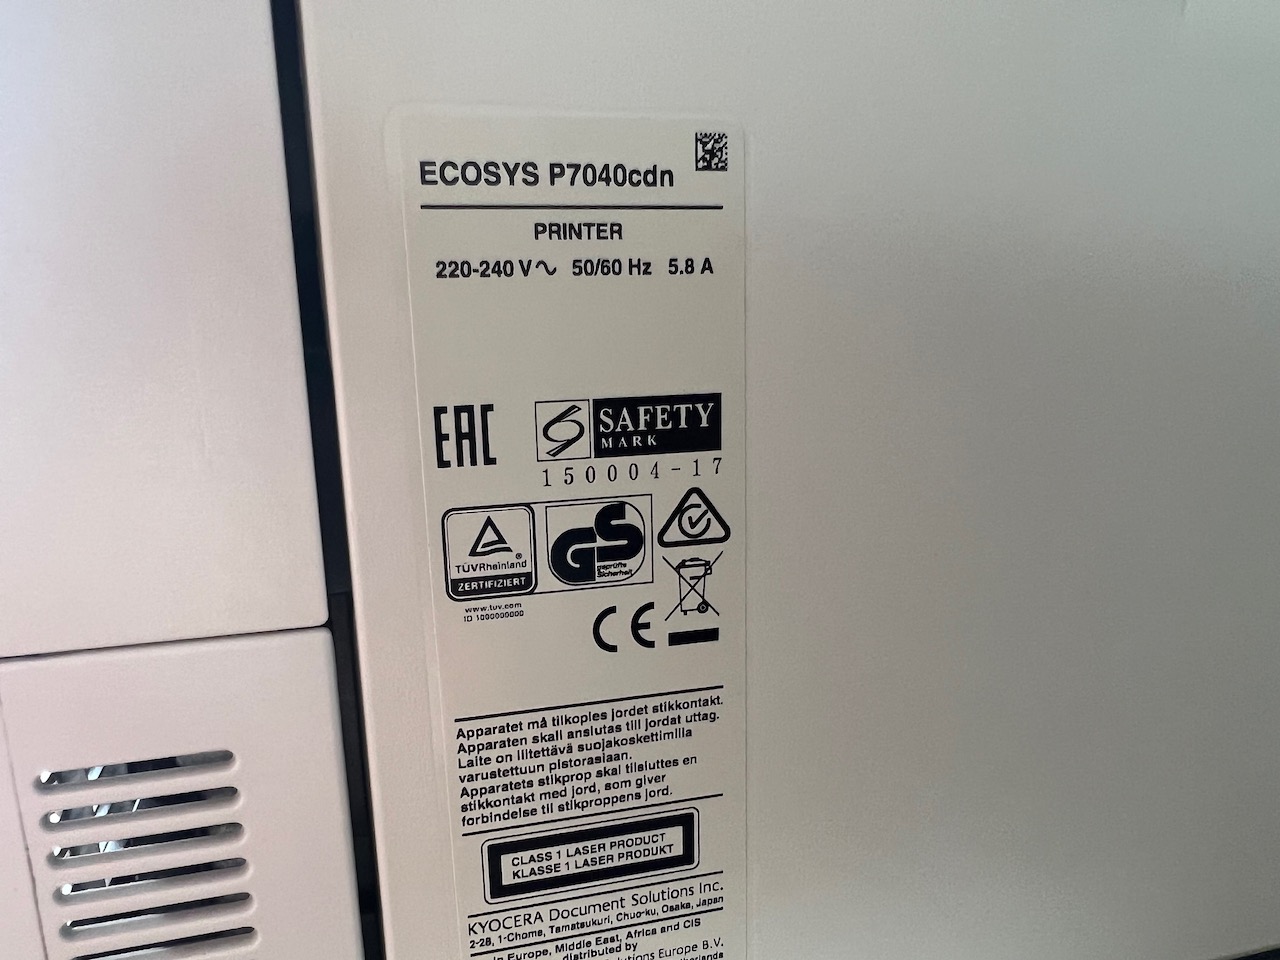 ECOSYS P7040cdn
PRINTER
220-240 V∿ 50/60 Hz 5.8 A
EAC
SAFETY
MARK
150004-17
TÜVRheinland®
ZERTIFIZIERT
GS
geprüfte
Sicherheit
www.tuv.com
ID 1000000000
CE
Apparatet må tilkoples jordet stikkontakt.
Apparaten skall anslutas till jordat uttag.
Laite on liitettävä suojakoskettimilla
varustettuun pistorasiaan.
Apparatets stikprop skal tilsluttes en
stikkontakt med jord, som giver
forbindelse til stikproppens jord.
CLASS 1 LASER PRODUCT
KLASSE 1 LASER PRODUKT
KYOCERA Document Solutions Inc.
2-28, 1-Chome, Tamatsukuri, Chuo-ku, Osaka, Japan
In Europe, Middle East, Africa and CIS
distributed by
Europe B.V.